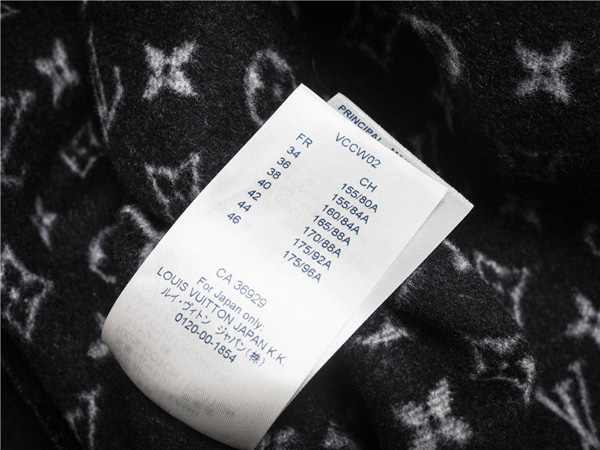 VCCW02
FR CH
34 155/80A
36 155/84A
38 160/84A
40 165/88A
42 170/88A
44 175/92A
46 175/96A
CA 36929
For Japan only:
LOUIS VUITTON JAPAN K.K.
ルイ・ヴィトン ジャパン(株)
0120-00-1854
PRINCIPAL